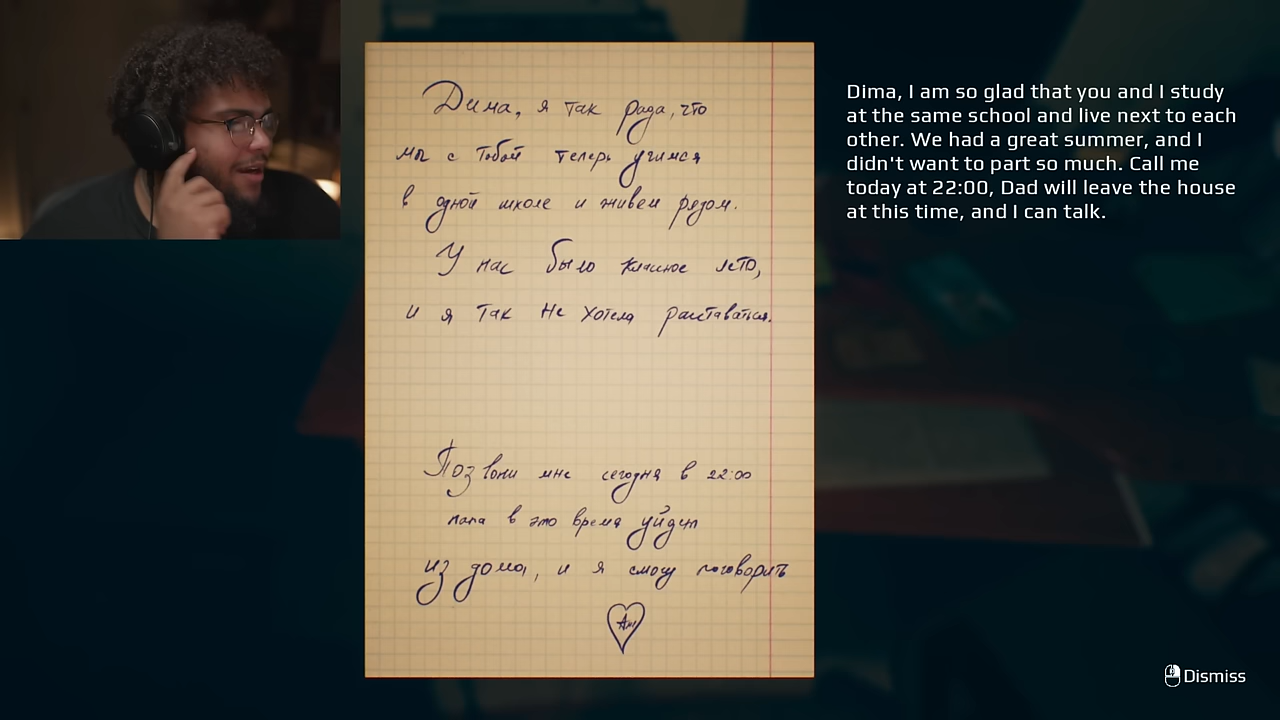 Дима, я так рада, что
мы с тобой теперь учимся
в одной школе и живем рядом.
У нас было классное лето,
и я так не хотела расставаться.
Позвони мне сегодня в 22:00
папа в это время уйдет
из дома, и я смогу поговорить
Dima, I am so glad that you and I study
at the same school and live next to each
other. We had a great summer, and I
didn't want to part so much. Call me
today at 22:00, Dad will leave the house
at this time, and I can talk.
Dismiss